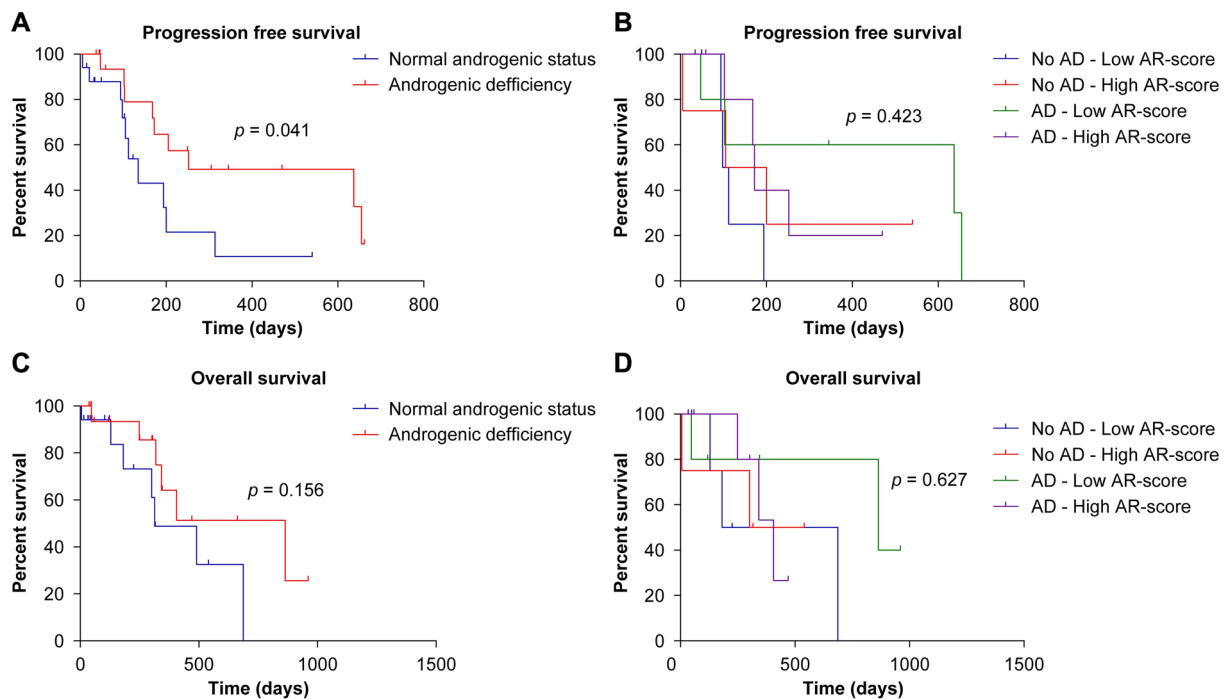 A
Progression free survival
Percent survival
100
80
60
40
20
0
Normal androgenic status
Androgenic defficiency
p = 0.041
0 200 400 600 800
Time (days)
B
Progression free survival
Percent survival
100
80
60
40
20
0
No AD - Low AR-score
No AD - High AR-score
AD - Low AR-score
AD - High AR-score
p = 0.423
0 200 400 600 800
Time (days)
C
Overall survival
Percent survival
100
80
60
40
20
0
Normal androgenic status
Androgenic defficiency
p = 0.156
0 500 1000 1500
Time (days)
D
Overall survival
Percent survival
100
80
60
40
20
0
No AD - Low AR-score
No AD - High AR-score
AD - Low AR-score
AD - High AR-score
p = 0.627
0 500 1000 1500
Time (days)